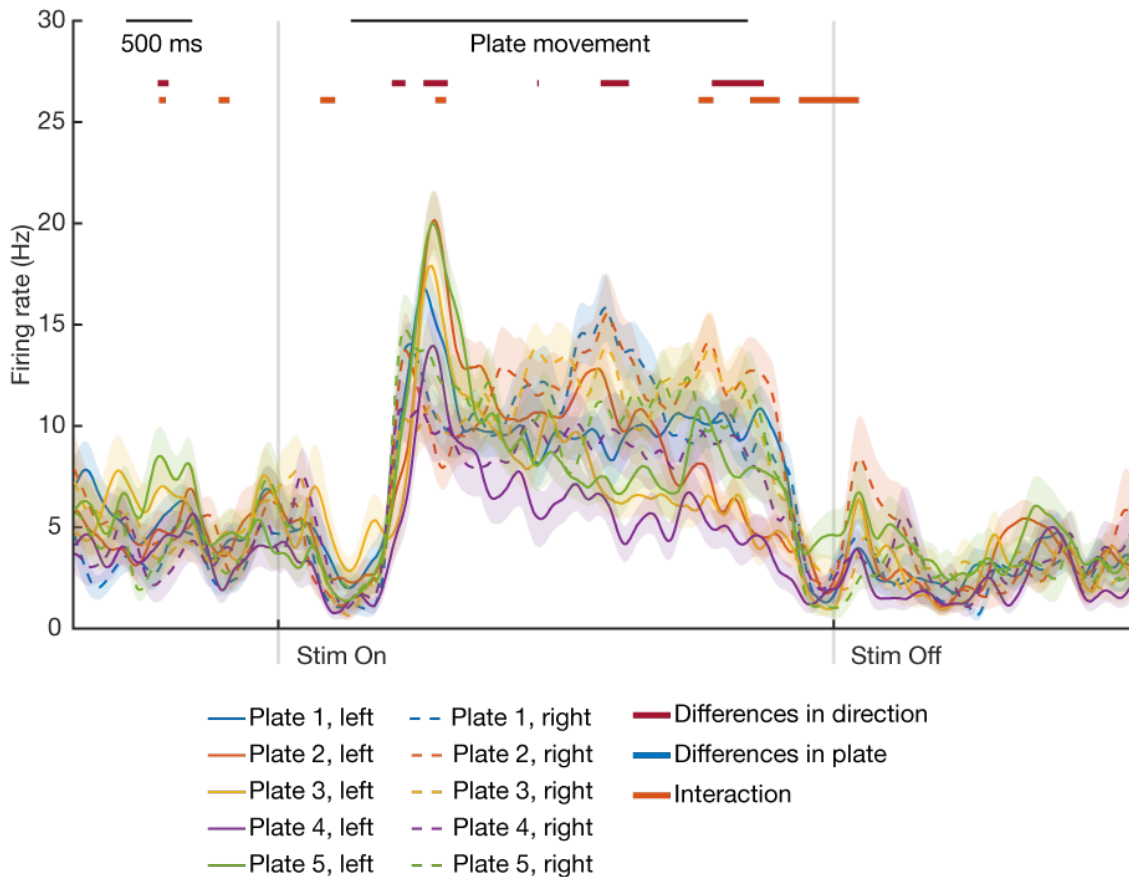 30
500 ms
Plate movement
25
20
15
10
5
0
Firing rate (Hz)
Stim On
Stim Off
Plate 1, left
Plate 1, right
Differences in direction
Plate 2, left
Plate 2, right
Differences in plate
Plate 3, left
Plate 3, right
Interaction
Plate 4, left
Plate 4, right
Plate 5, left
Plate 5, right